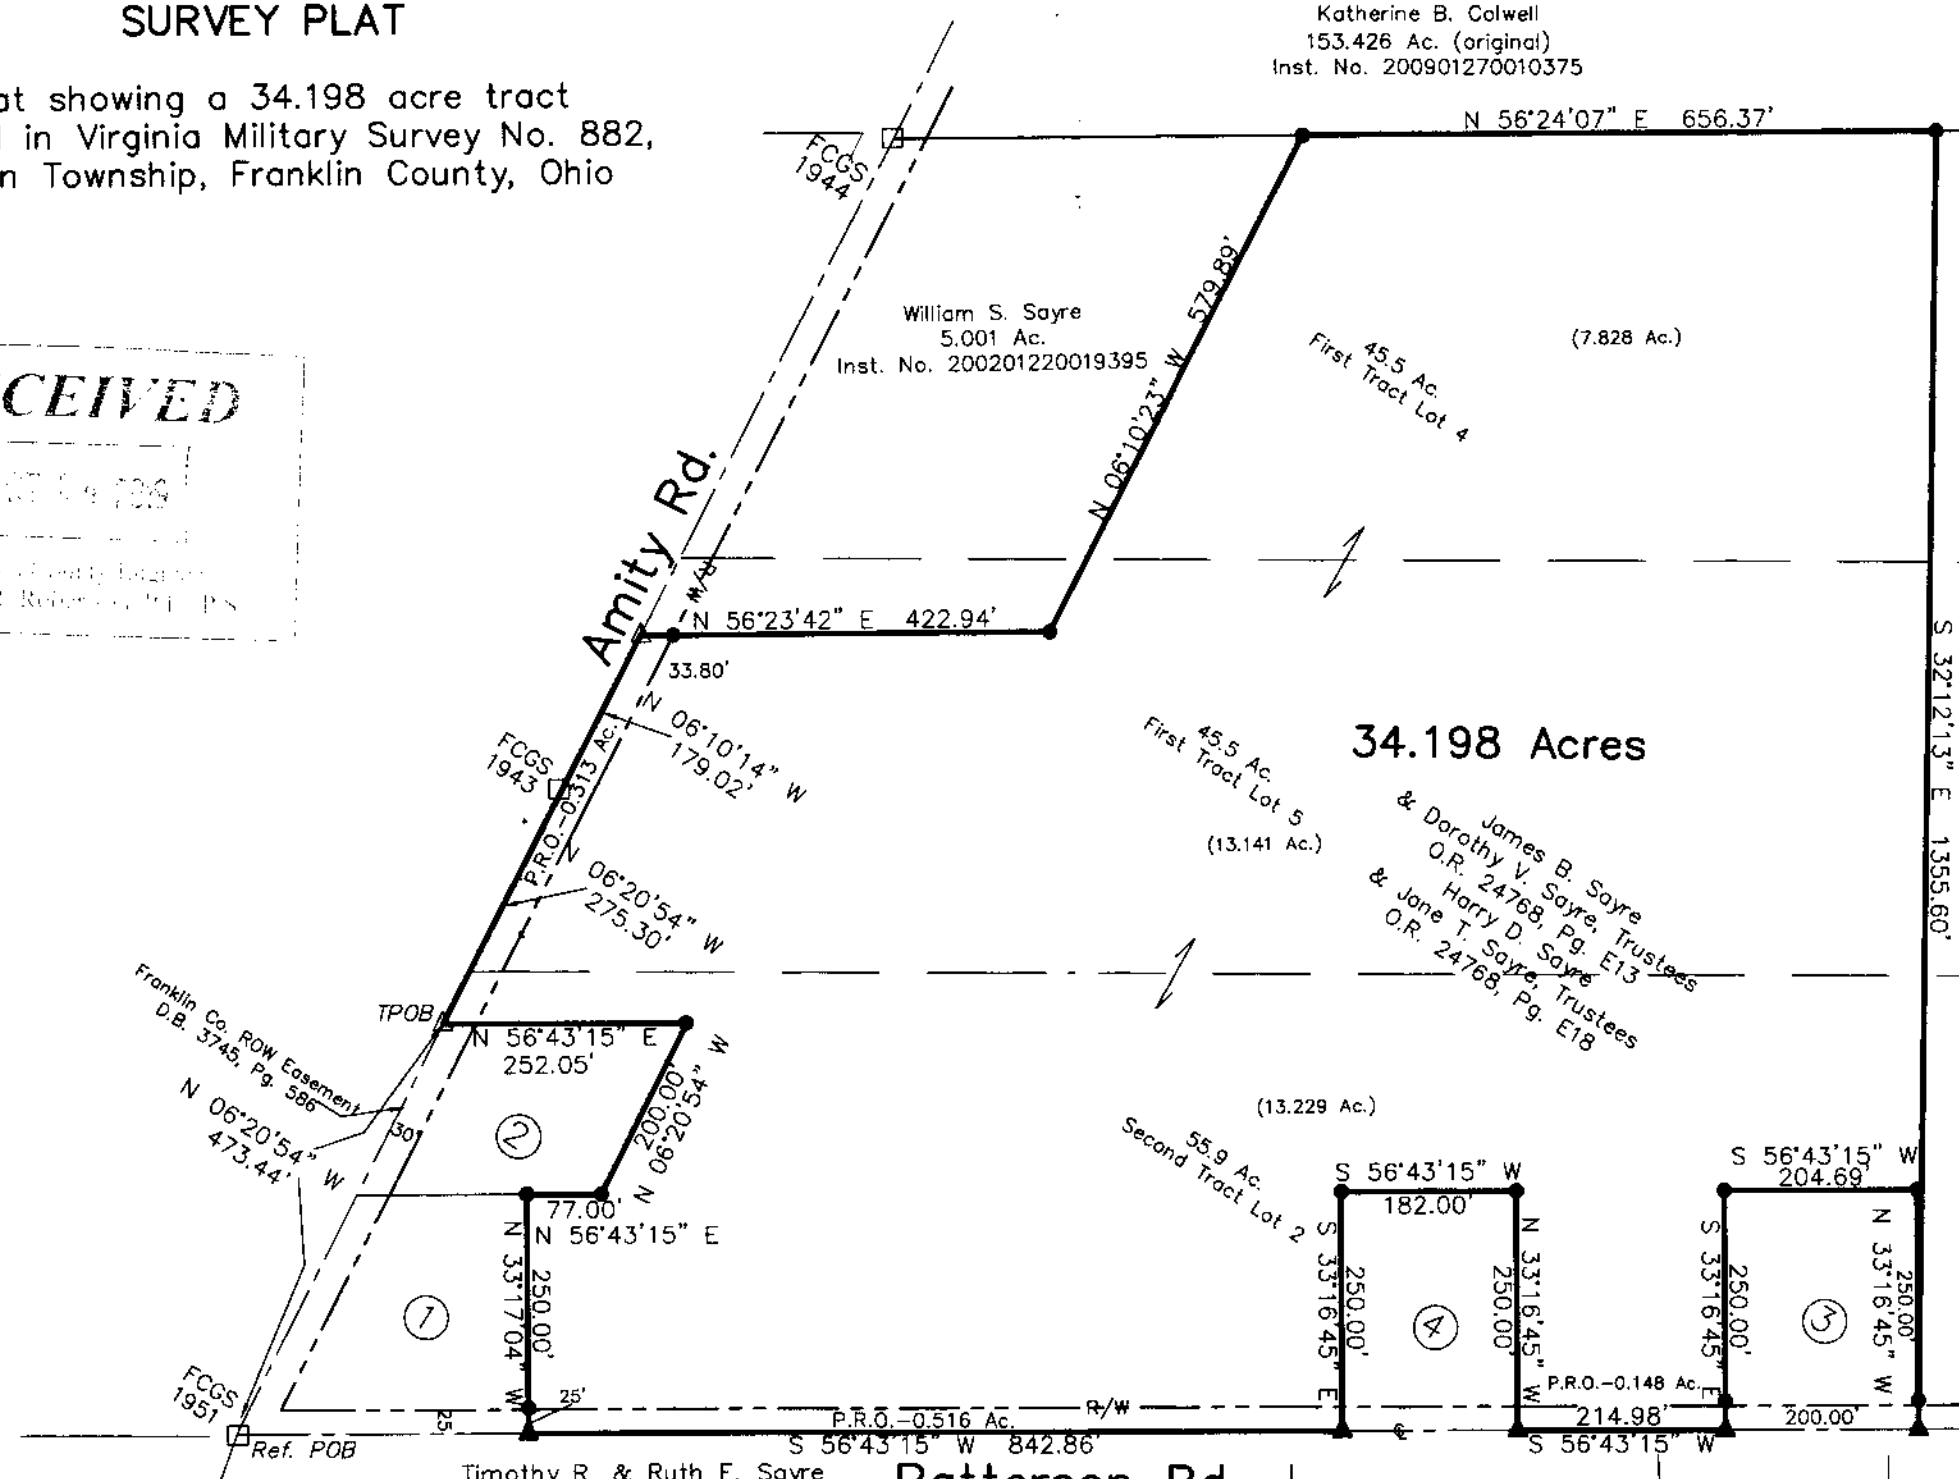 SURVEY PLAT
at showing a 34.198 acre tract
in Virginia Military Survey No. 882,
n Township, Franklin County, Ohio
Katherine B. Colwell
153.426 Ac. (original)
Inst. No. 200901270010375
N 56°24'07" E 656.37'
FCGS
1944
CEIVED
William S. Sayre
5.001 Ac.
Inst. No. 200201220019395
N 06°10'23" W 579.89'
45.5 Ac.
First Tract Lot 4
(7.828 Ac.)
Amity Rd.
R/W
N 56°23'42" E 422.94'
33.80'
N 06°10'14" W
179.02'
FCGS
1943
P.R.O.-0.313 Ac.
N 06°20'54" W
275.30'
45.5 Ac.
First Tract Lot 5
(13.141 Ac.)
34.198 Acres
James B. Sayre
& Dorothy V. Sayre, Trustees
O.R. 24768, Pg. E13
Harry D. Sayre
& Jane T. Sayre, Trustees
O.R. 24768, Pg. E18
S 32°12'13" E 1355.60'
TPOB
N 56°43'15" E
252.05'
Franklin Co. ROW Easement
D.B. 3745, Pg. 586
N 06°20'54" W
473.44'
30'
2
200.00'
N 06°20'54" W
77.00'
N 56°43'15" E
(13.229 Ac.)
55.9 Ac.
Second Tract Lot 2
S 56°43'15" W
182.00'
S 56°43'15" W
204.69'
1
N 33°17'04" W
250.00'
S 33°16'45" E
250.00'
4
250.00'
N 33°16'45" W
S 33°16'45" E
250.00'
3
N 33°16'45" W
250.00'
FCGS
1951
Ref. POB
25'
25'
R/W
P.R.O.-0.516 Ac.
S 56°43'15" W 842.86'
P.R.O.-0.148 Ac.
214.98'
S 56°43'15" W
200.00'
Timothy R. & Ruth E. Sayre
Patterson Rd.